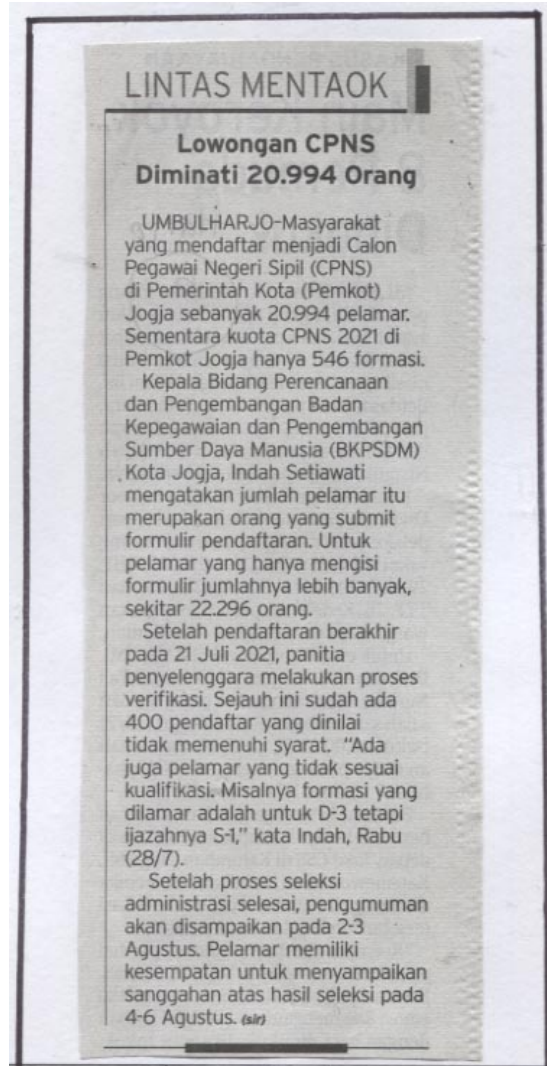 LINTAS MENTAOK
Lowongan CPNS
Diminati 20.994 Orang
UMBULHARJO-Masyarakat
yang mendaftar menjadi Calon
Pegawai Negeri Sipil (CPNS)
di Pemerintah Kota (Pemkot)
Jogja sebanyak 20.994 pelamar.
Sementara kuota CPNS 2021 di
Pemkot Jogja hanya 546 formasi.
Kepala Bidang Perencanaan
dan Pengembangan Badan
Kepegawaian dan Pengembangan
Sumber Daya Manusia (BKPSDM)
Kota Jogja, Indah Setiawati
mengatakan jumlah pelamar itu
merupakan orang yang submit
formulir pendaftaran. Untuk
pelamar yang hanya mengisi
formulir jumlahnya lebih banyak,
sekitar 22.296 orang.
Setelah pendaftaran berakhir
pada 21 Juli 2021, panitia
penyelenggara melakukan proses
verifikasi. Sejauh ini sudah ada
400 pendaftar yang dinilai
tidak memenuhi syarat. “Ada
juga pelamar yang tidak sesuai
kualifikasi. Misalnya formasi yang
dilamar adalah untuk D-3 tetapi
ijazahnya S-1,” kata Indah, Rabu
(28/7).
Setelah proses seleksi
administrasi selesai, pengumuman
akan disampaikan pada 2-3
Agustus. Pelamar memiliki
kesempatan untuk menyampaikan
sanggahan atas hasil seleksi pada
4-6 Agustus. (sir)